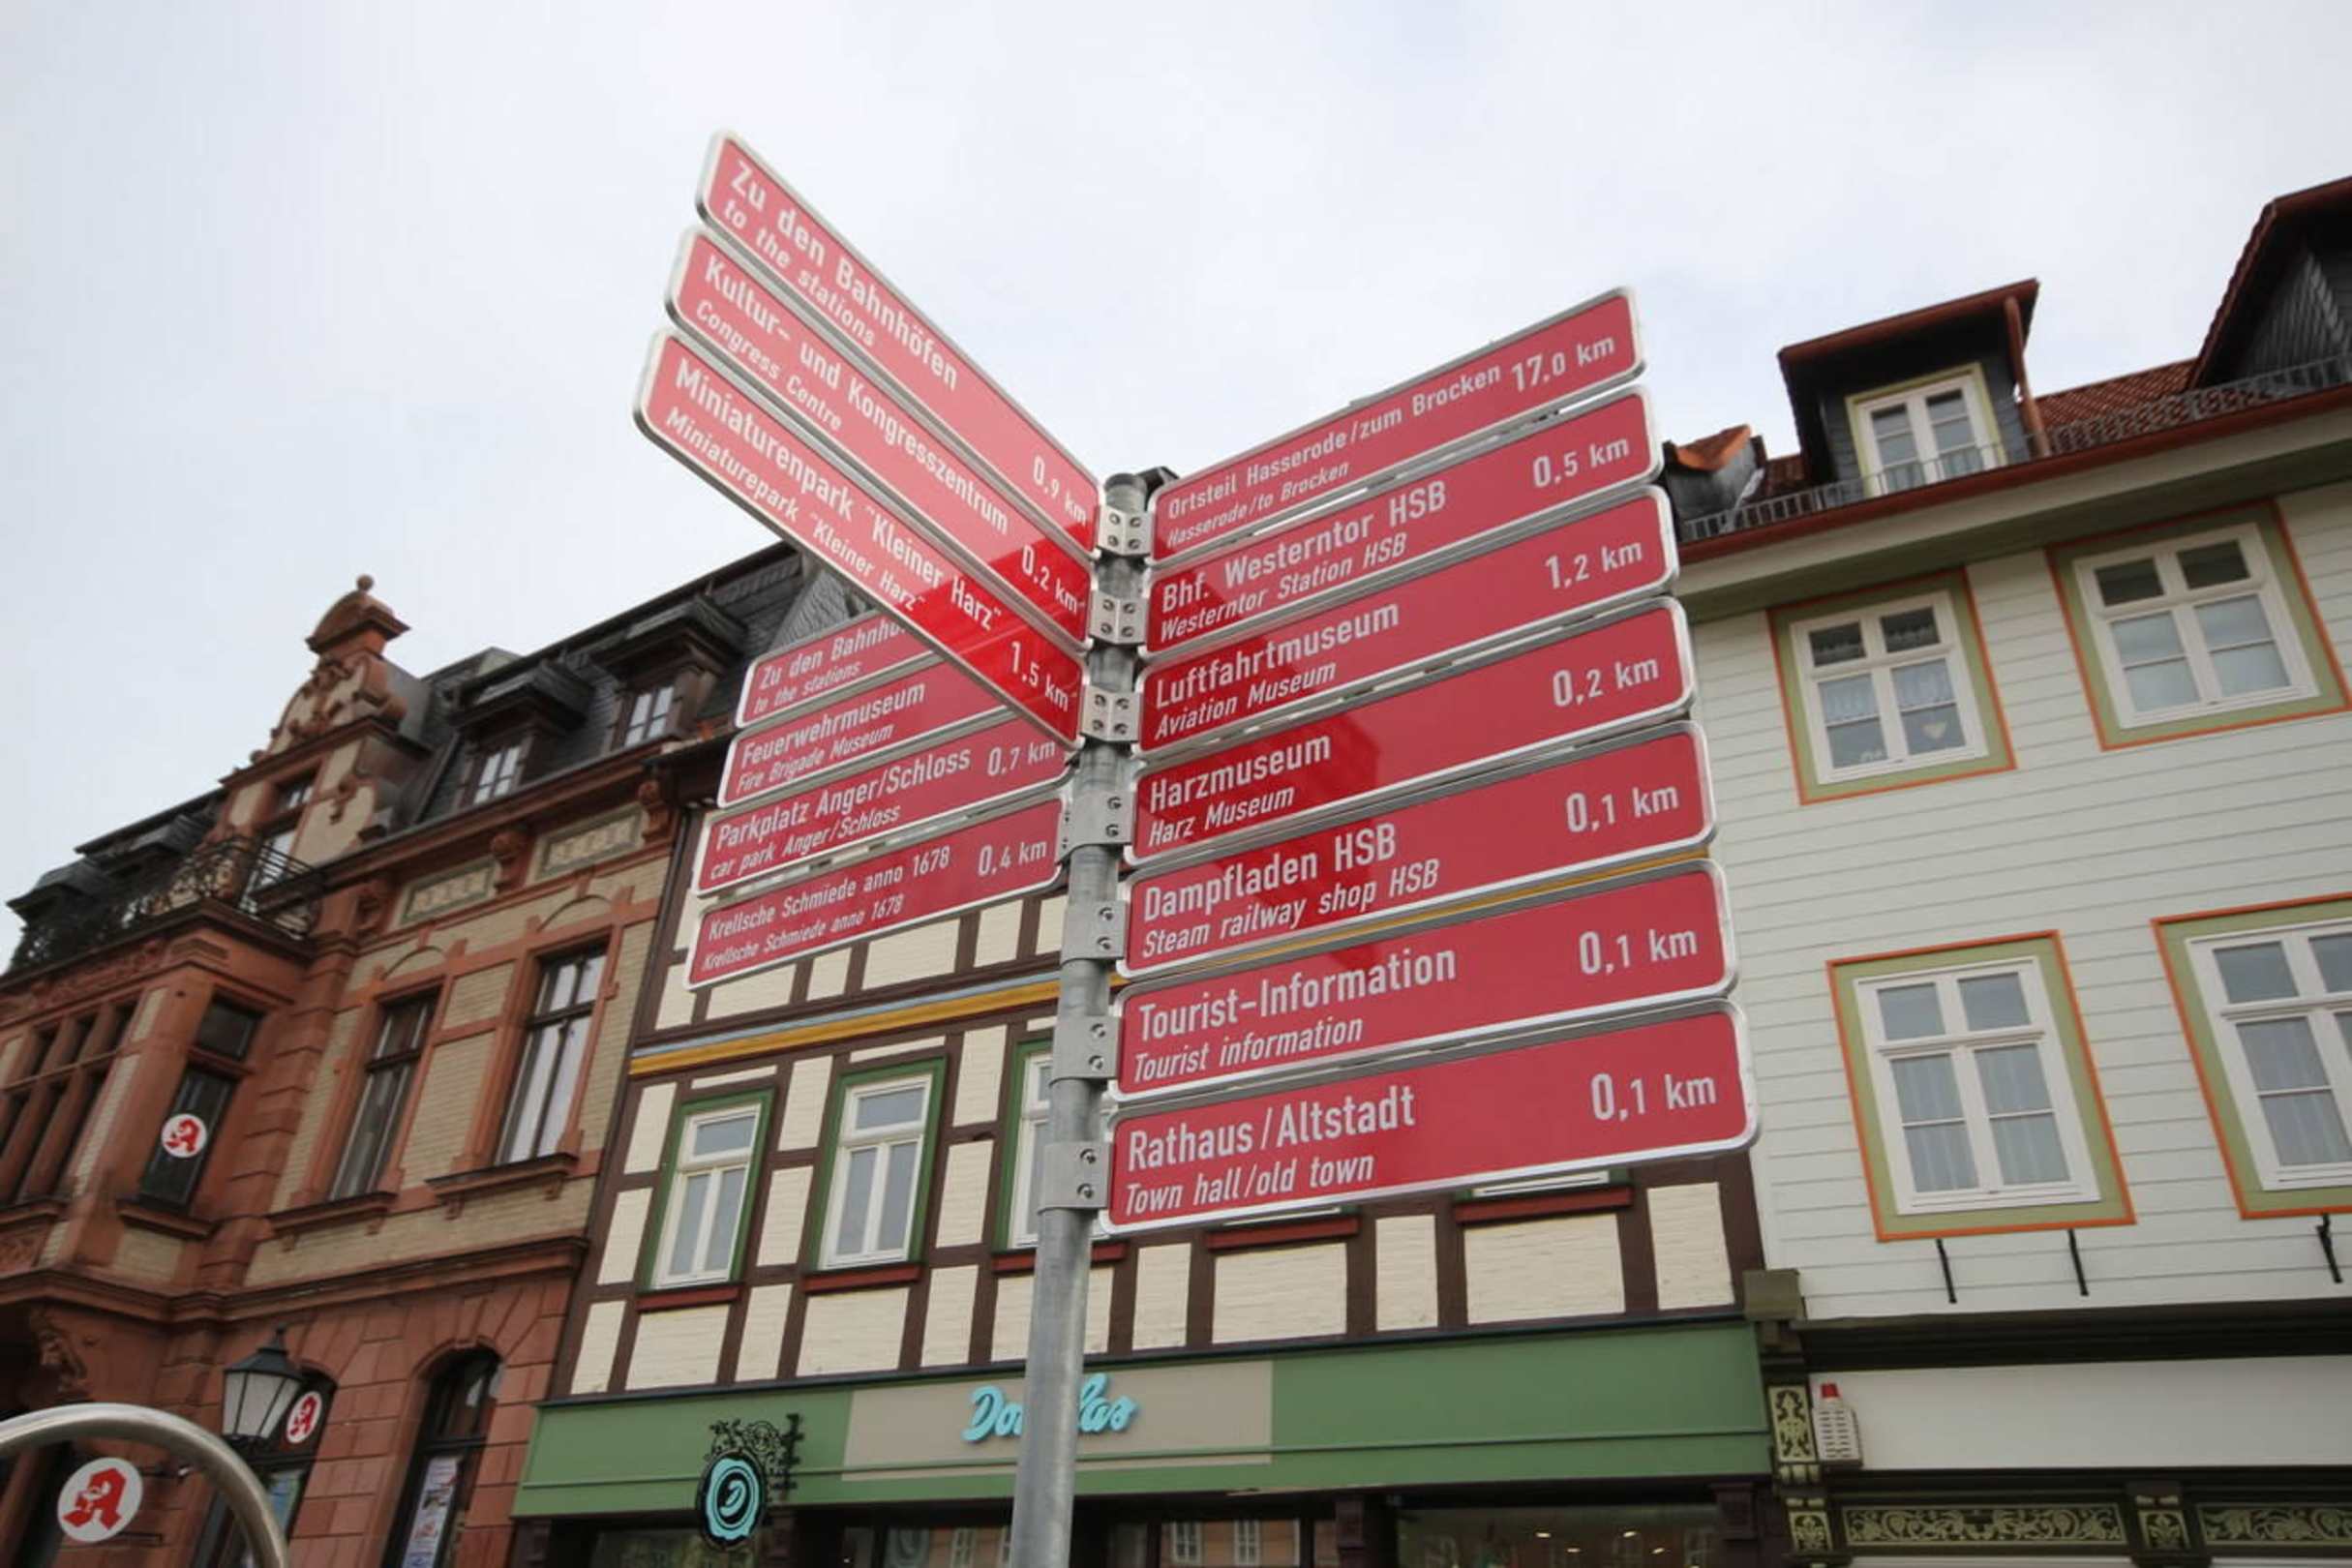 Zu den Bahnhöfen 0,9 km
to the stations
Kultur- und Kongresszentrum 0,2 km
Congress Centre
Miniaturenpark "Kleiner Harz" 1,5 km
Miniaturepark "Kleiner Harz"
Zu den
to the stations
Feuerwehrmuseum
Fire Brigade Museum
Parkplatz Anger/Schloss 0,7 km
car park Anger/Schloss
Krellsche Schmiede anno 1678 0,4 km
Krellsche Schmiede anno 1678
Ortsteil Hasserode/zum Brocken 17,0 km
Hasserode/to Brocken
Bhf. Westerntor HSB 0,5 km
Westerntor Station HSB
Luftfahrtmuseum 1,2 km
Aviation Museum
Harzmuseum 0,2 km
Harz Museum
Dampfladen HSB 0,1 km
Steam railway shop HSB
Tourist-Information 0,1 km
Tourist information
Rathaus/Altstadt 0,1 km
Town hall/old town